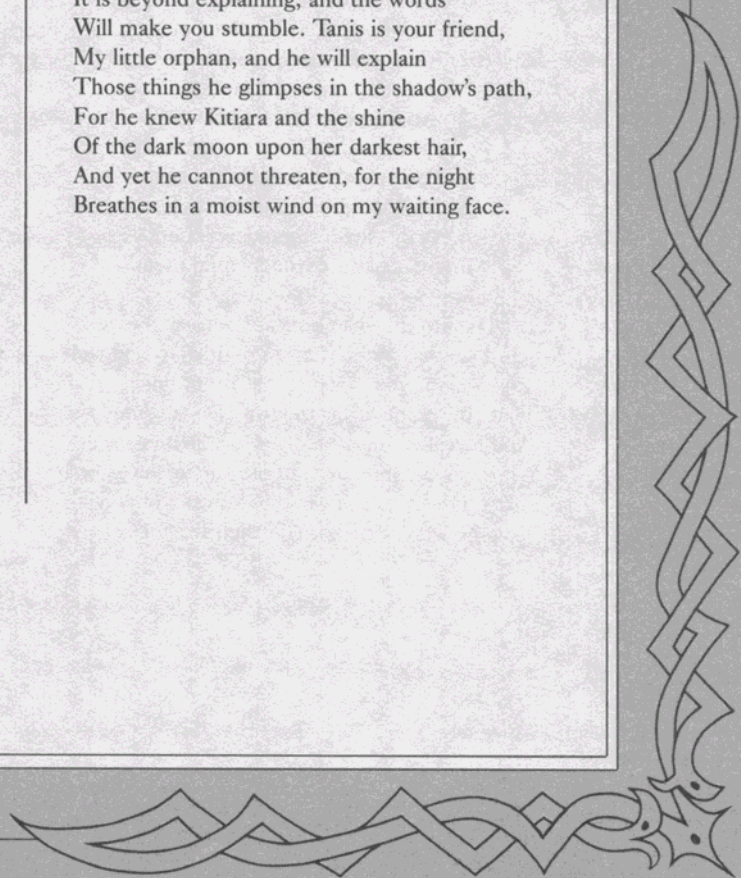 It is beyond explaining, and the words
Will make you stumble. Tanis is your friend,
My little orphan, and he will explain
Those things he glimpses in the shadow's path,
For he knew Kitiara and the shine
Of the dark moon upon her darkest hair,
And yet he cannot threaten, for the night
Breathes in a moist wind on my waiting face.